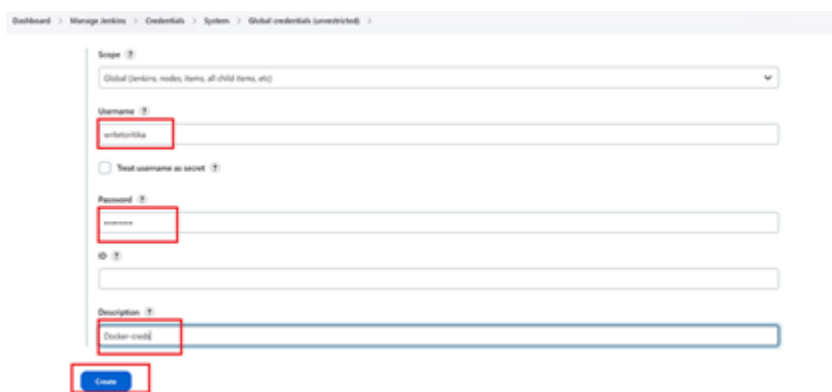 Dashboard > Manage Jenkins > Credentials > System > Global credentials (unrestricted) >
Scope ?
Global (Jenkins, nodes, items, all child items, etc)
Username ?
writetoritika
Treat username as secret ?
Password ?
••••••••••
ID ?
Description ?
Docker-creds
Create